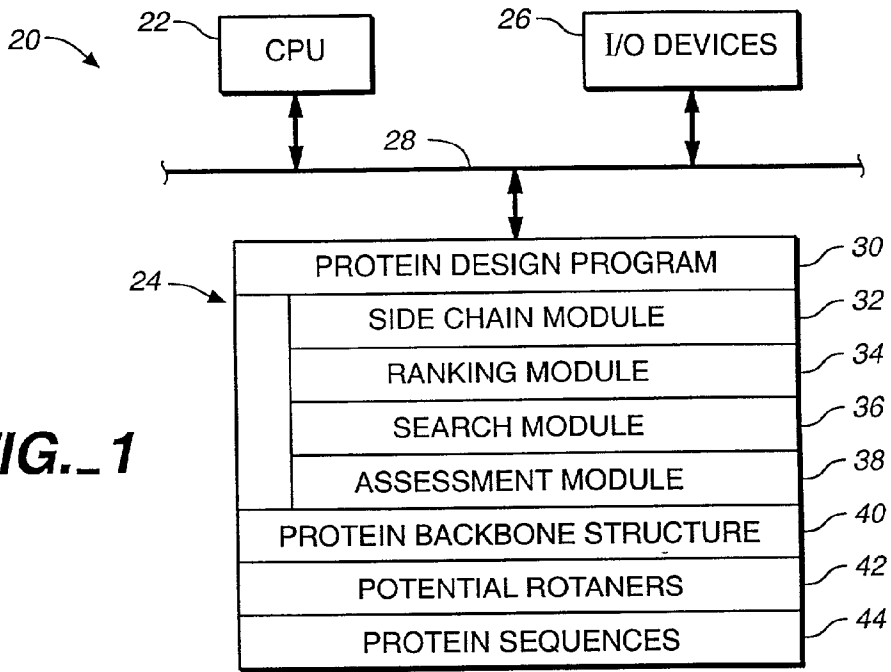 20
22
CPU
26
I/O DEVICES
28
24
PROTEIN DESIGN PROGRAM
30
SIDE CHAIN MODULE
32
RANKING MODULE
34
SEARCH MODULE
36
ASSESSMENT MODULE
38
PROTEIN BACKBONE STRUCTURE
40
POTENTIAL ROTANERS
42
PROTEIN SEQUENCES
44
IG._1